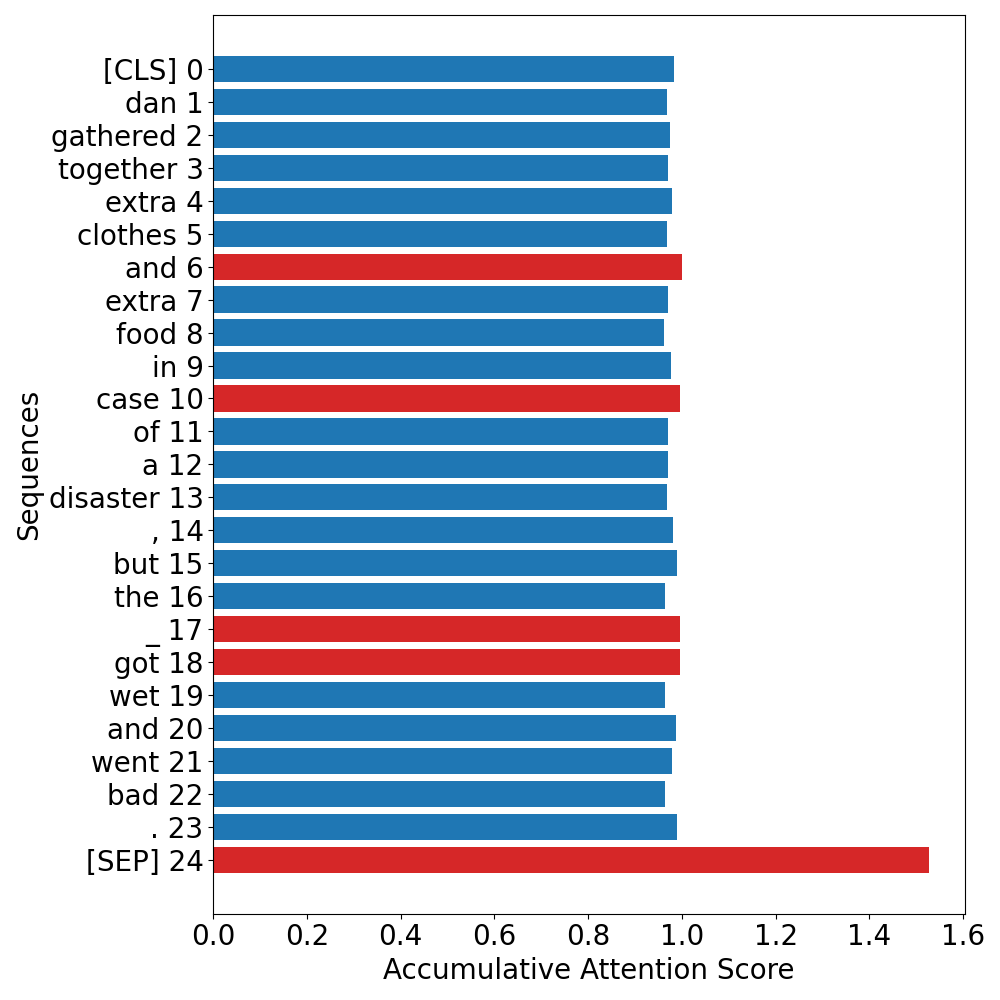 [CLS] 0
dan 1
gathered 2
together 3
extra 4
clothes 5
and 6
extra 7
food 8
in 9
case 10
of 11
a 12
disaster 13
, 14
but 15
the 16
_ 17
got 18
wet 19
and 20
went 21
bad 22
. 23
[SEP] 24
Sequences
0.0 0.2 0.4 0.6 0.8 1.0 1.2 1.4 1.6
Accumulative Attention Score